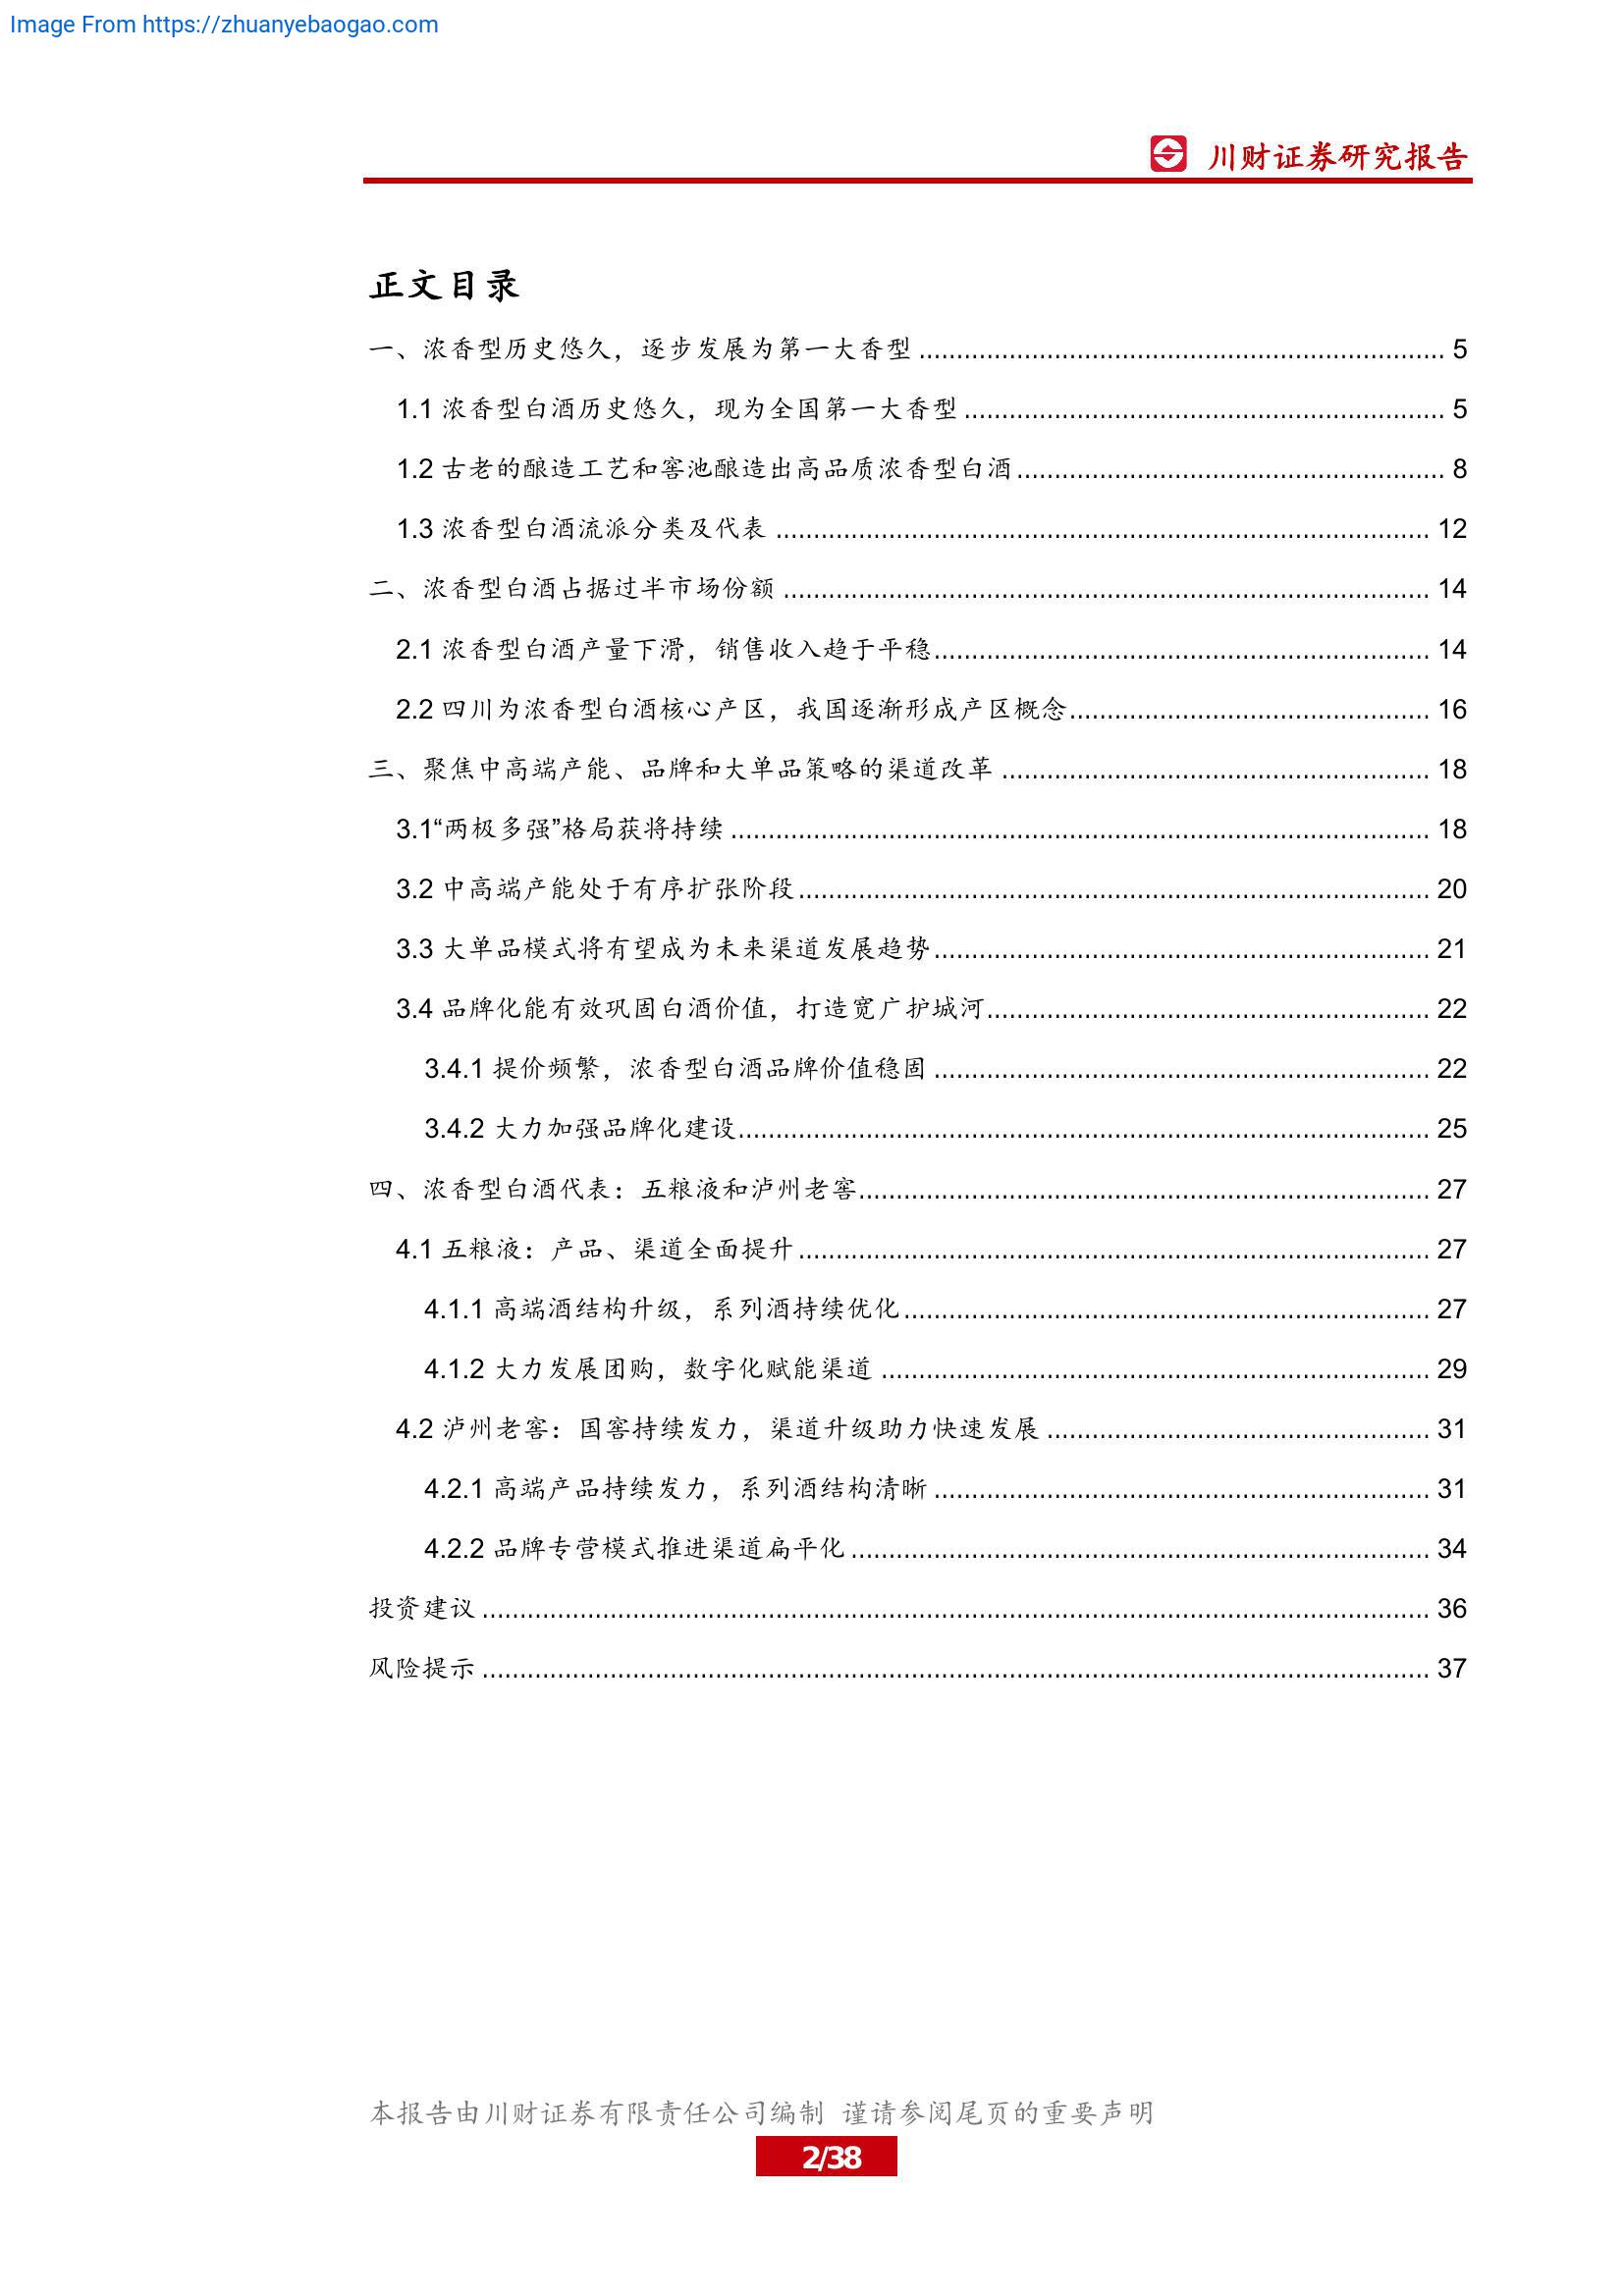 Image From https://zhuanyebaogao.com
川财证券研究报告
正文目录
一、浓香型历史悠久，逐步发展为第一大香型 ........................................ 5
1.1 浓香型白酒历史悠久，现为全国第一大香型 ........................................ 5
1.2 古老的酿造工艺和窖池酿造出高品质浓香型白酒 ........................................ 8
1.3 浓香型白酒流派分类及代表 ........................................ 12
二、浓香型白酒占据过半市场份额 ........................................ 14
2.1 浓香型白酒产量下滑，销售收入趋于平稳 ........................................ 14
2.2 四川为浓香型白酒核心产区，我国逐渐形成产区概念 ........................................ 16
三、聚焦中高端产能、品牌和大单品策略的渠道改革 ........................................ 18
3.1“两极多强”格局获将持续 ........................................ 18
3.2 中高端产能处于有序扩张阶段 ........................................ 20
3.3 大单品模式将有望成为未来渠道发展趋势 ........................................ 21
3.4 品牌化能有效巩固白酒价值，打造宽广护城河 ........................................ 22
3.4.1 提价频繁，浓香型白酒品牌价值稳固 ........................................ 22
3.4.2 大力加强品牌化建设 ........................................ 25
四、浓香型白酒代表：五粮液和泸州老窖 ........................................ 27
4.1 五粮液：产品、渠道全面提升 ........................................ 27
4.1.1 高端酒结构升级，系列酒持续优化 ........................................ 27
4.1.2 大力发展团购，数字化赋能渠道 ........................................ 29
4.2 泸州老窖：国窖持续发力，渠道升级助力快速发展 ........................................ 31
4.2.1 高端产品持续发力，系列酒结构清晰 ........................................ 31
4.2.2 品牌专营模式推进渠道扁平化 ........................................ 34
投资建议 ........................................ 36
风险提示 ........................................ 37
本报告由川财证券有限责任公司编制 谨请参阅尾页的重要声明
2/38